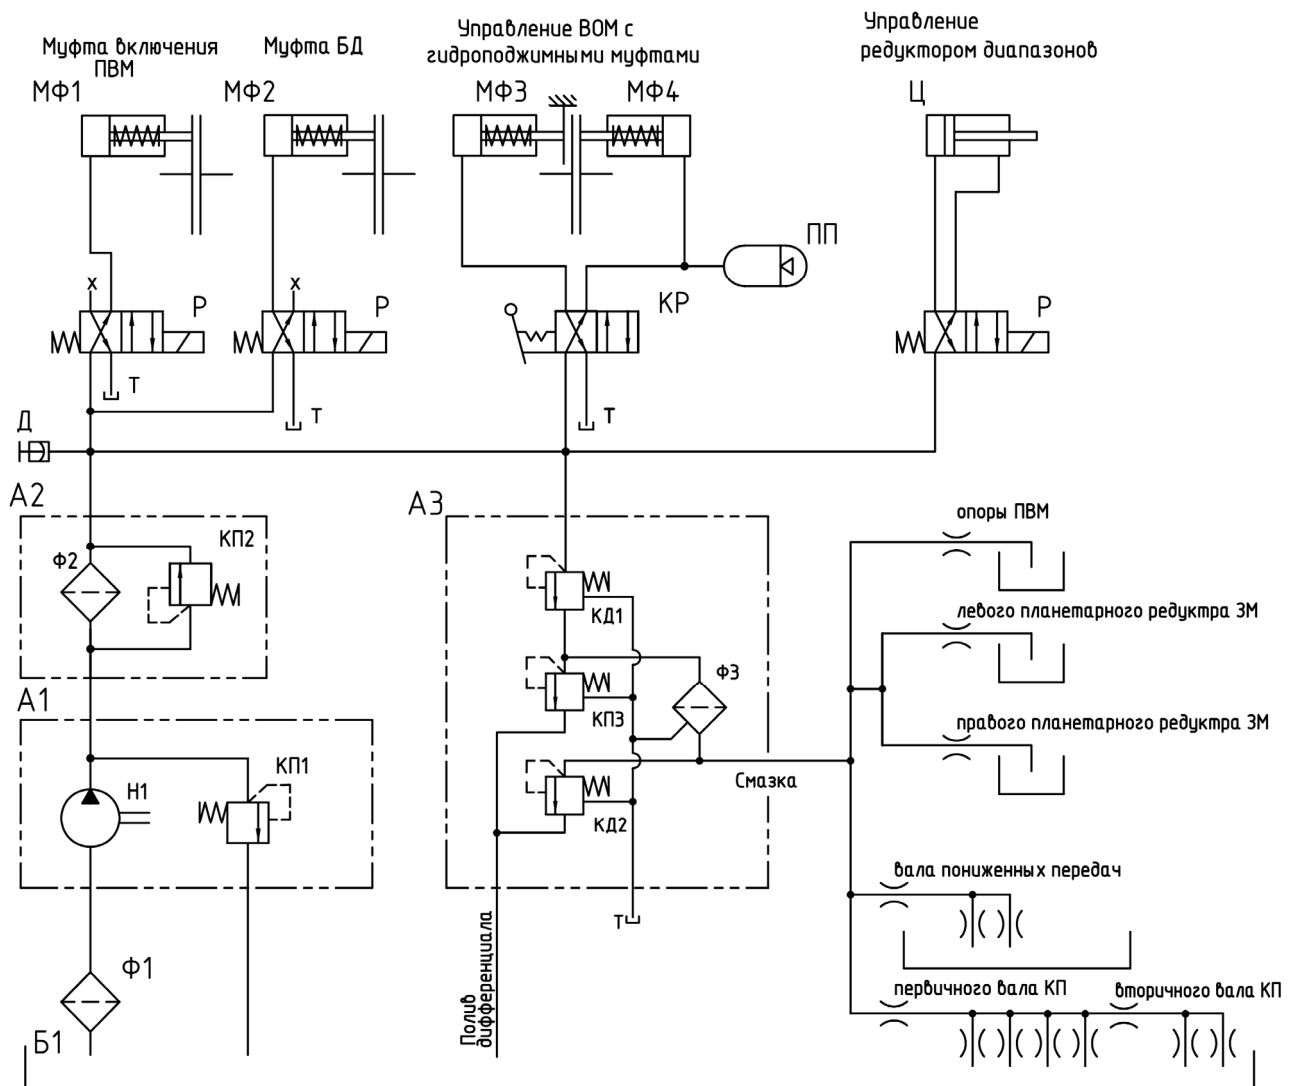 Муфта включения
ПВМ
Муфта БД
Управление ВОМ с
гидроподжимными муфтами
Управление
редуктором диапазонов
МФ1
МФ2
МФ3
МФ4
Ц
ПП
х
Р
х
Р
КР
Р
Т
Т
Т
Д
А2
КП2
Ф2
А3
КД1
КП3
Ф3
КД2
Смазка
Т
Полив
дифференциала
А1
Н1
КП1
Ф1
Б1
опоры ПВМ
левого планетарного редуктра ЗМ
правого планетарного редуктра ЗМ
вала пониженных передач
первичного вала КП
вторичного вала КП